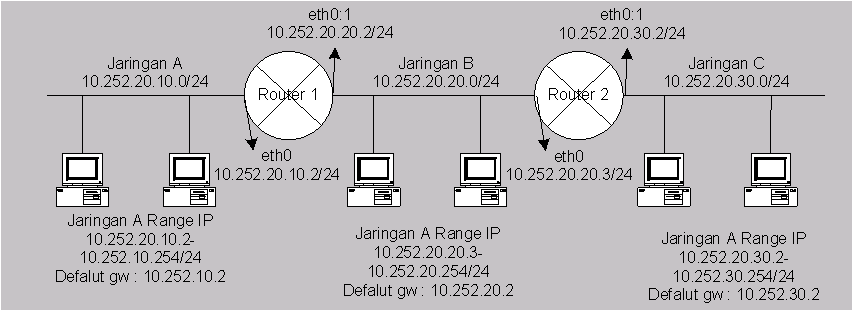 eth0:1
10.252.20.20.2/24
eth0:1
10.252.20.30.2/24
Jaringan A
10.252.20.10.0/24
Jaringan B
10.252.20.20.0/24
Jaringan C
10.252.20.30.0/24
Router 1
Router 2
eth0
10.252.20.10.2/24
eth0
10.252.20.20.3/24
Jaringan A Range IP
10.252.20.10.2-
10.252.10.254/24
Defalut gw : 10.252.10.2
Jaringan A Range IP
10.252.20.20.3-
10.252.20.254/24
Defalut gw : 10.252.20.2
Jaringan A Range IP
10.252.20.30.2-
10.252.30.254/24
Defalut gw : 10.252.30.2